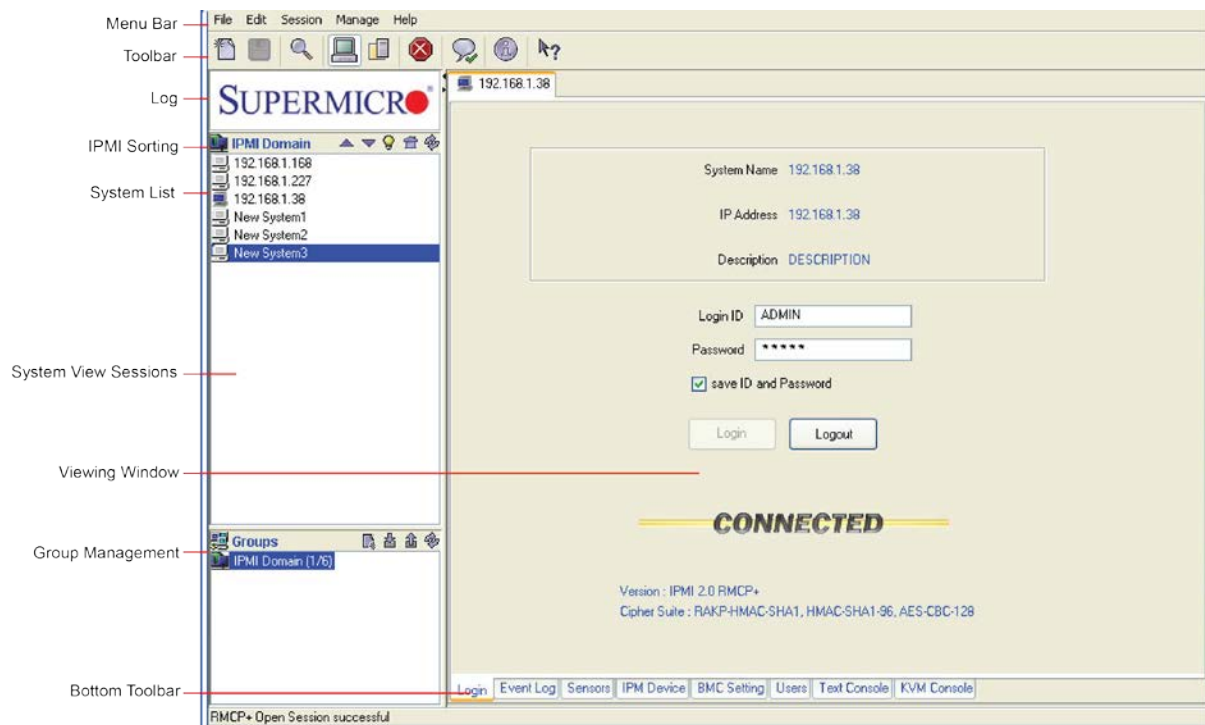 Menu Bar
Toolbar
Log
IPMI Sorting
System List
System View Sessions
Viewing Window
Group Management
Bottom Toolbar
File Edit Session Manage Help
SUPERMICRO®
IPMI Domain
192.168.1.168
192.168.1.227
192.168.1.38
New System1
New System2
New System3
Groups
IPMI Domain (1/6)
192.168.1.38
System Name 192.168.1.38
IP Address 192.168.1.38
Description DESCRIPTION
Login ID ADMIN
Password *****
save ID and Password
Login Logout
CONNECTED
Version : IPMI 2.0 RMCP+
Cipher Suite : RAKP-HMAC-SHA1, HMAC-SHA1-96, AES-CBC-128
Login Event Log Sensors IPM Device BMC Setting Users Text Console KVM Console
RMCP+ Open Session successful